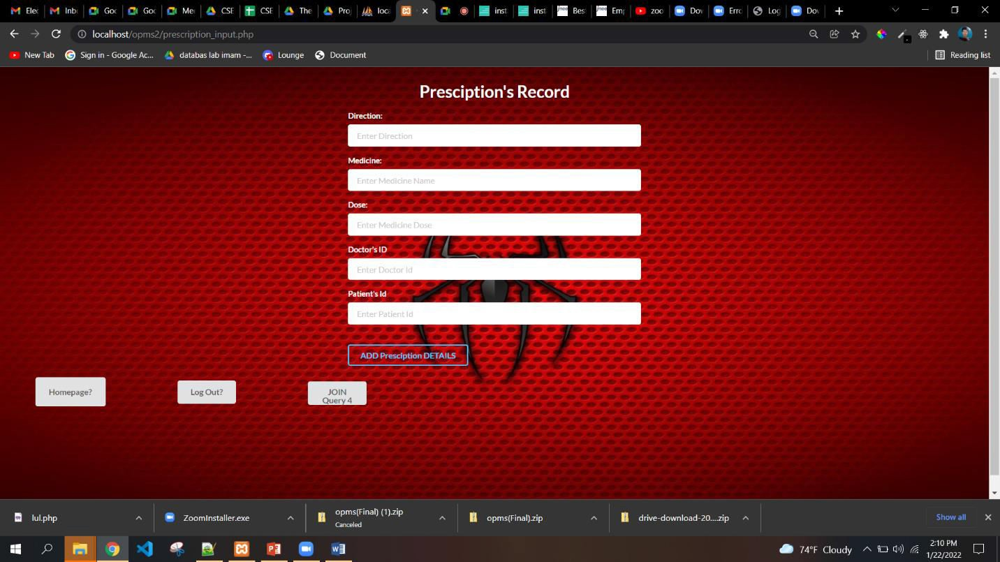 Elec Inbo Goo Goo Mee CSE CSE The Proj loca inst inst Bes Emp zoo Dov Erro Log Dov
localhost/opms2/prescription_input.php
New Tab Sign in - Google Ac... databas lab imam -... Lounge Document Reading list
Presciption's Record
Direction:
Enter Direction
Medicine:
Enter Medicine Name
Dose:
Enter Medicine Dose
Doctor's ID
Enter Doctor Id
Patient's Id
Enter Patient Id
ADD Presciption DETAILS
Homepage? Log Out? JOIN
Query 4
lul.php ZoomInstaller.exe opms(Final) (1).zip opms(Final).zip drive-download-20....zip Show all
Canceled
74°F Cloudy 2:10 PM
1/22/2022